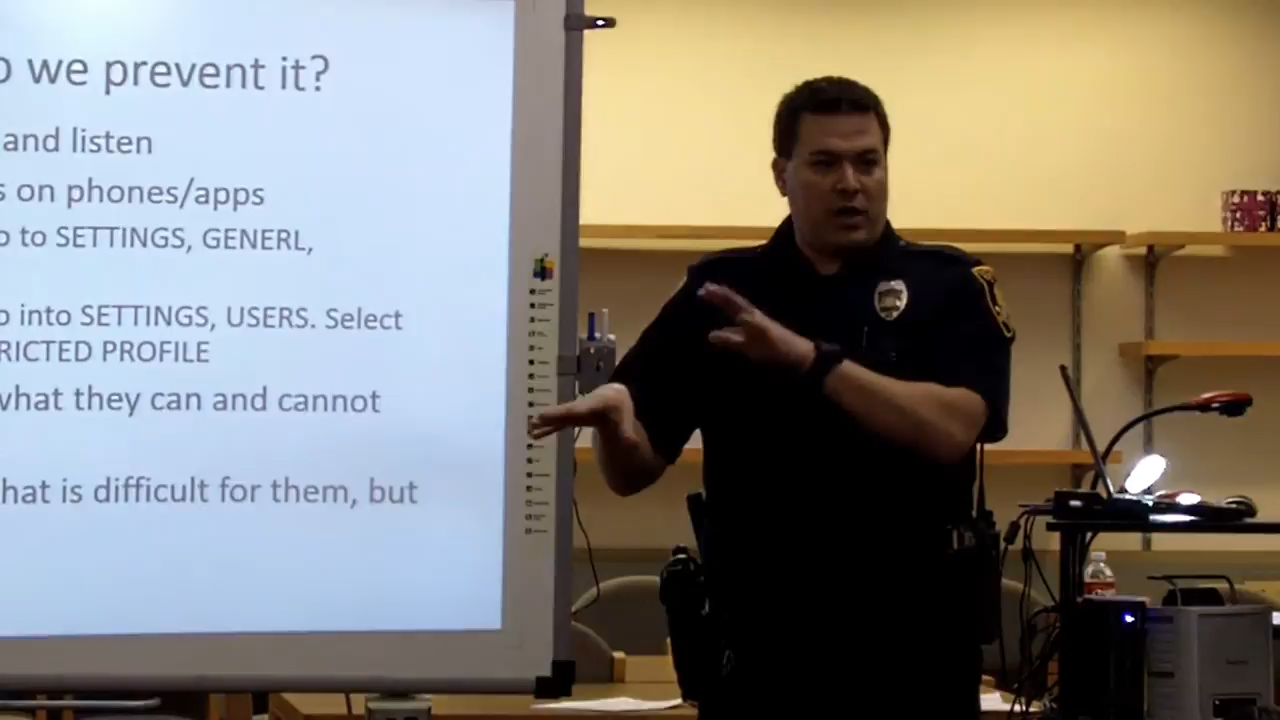 o we prevent it?
and listen
s on phones/apps
o to SETTINGS, GENERL,
o into SETTINGS, USERS. Select
RICTED PROFILE
what they can and cannot
hat is difficult for them, but